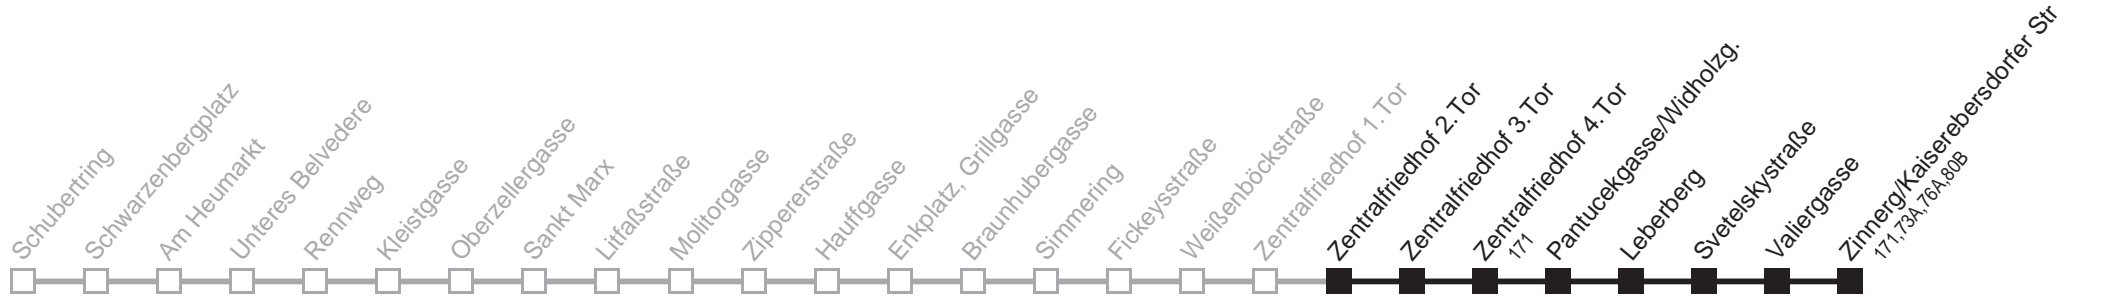 Schubertring
Schwarzenbergplatz
Am Heumarkt
Unteres Belvedere
Rennweg
Kleistgasse
Oberzellergasse
Sankt Marx
Litfaßstraße
Molitorgasse
Zippererstraße
Hauffgasse
Enkplatz, Grillgasse
Braunhubergasse
Simmering
Fickeysstraße
Weißenböckstraße
Zentralfriedhof 1.Tor
Zentralfriedhof 2.Tor
Zentralfriedhof 3.Tor
Zentralfriedhof 4.Tor
171
Pantucekgasse/Widholzg.
Leberberg
Svetelskystraße
Valiergasse
Zinnerg/Kaiserebersdorfer Str
171,73A,76A,80B